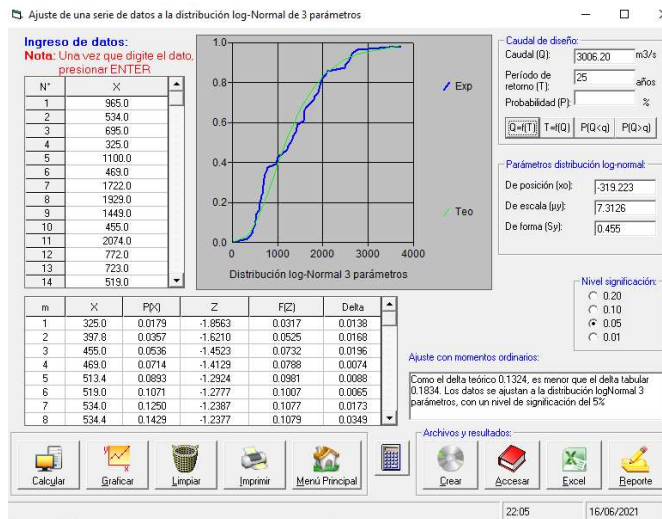 Ajuste de una serie de datos a la distribución log-Normal de 3 parámetros
Ingreso de datos:
Nota: Una vez que digite el dato,
presionar ENTER
N° X
1 965.0
2 534.0
3 695.0
4 325.0
5 1100.0
6 469.0
7 1722.0
8 1929.0
9 1449.0
10 455.0
11 2074.0
12 772.0
13 723.0
14 519.0
1.0
0.8
0.6
0.4
0.2
0.0
0 1000 2000 3000 4000
Exp
Teo
Distribución log-Normal 3 parámetros
Caudal de diseño:
Caudal (Q): 3006.20 m3/s
Período de
retorno (T): 25 años
Probabilidad (P): %
Q=f(T) T=f(Q) P(Q<q) P(Q>q)
Parámetros distribución log-normal:
De posición (xo): -319.223
De escala (µy): 7.3126
De forma (Sy): 0.455
Nivel significación:
0.20
0.10
0.05
0.01
m X P(X) Z F(Z) Delta
1 325.0 0.0179 -1.8563 0.0317 0.0138
2 397.8 0.0357 -1.6210 0.0525 0.0168
3 455.0 0.0536 -1.4523 0.0732 0.0196
4 469.0 0.0714 -1.4129 0.0788 0.0074
5 513.4 0.0893 -1.2924 0.0981 0.0088
6 519.0 0.1071 -1.2777 0.1007 0.0065
7 534.0 0.1250 -1.2387 0.1077 0.0173
8 534.4 0.1429 -1.2377 0.1079 0.0349
Ajuste con momentos ordinarios:
Como el delta teórico 0.1324, es menor que el delta tabular
0.1834. Los datos se ajustan a la distribución logNormal 3
parámetros, con un nivel de significación del 5%
Calcular Graficar Limpiar Imprimir Menú Principal
Archivos y resultados:
Crear Accesar Excel Reporte
22:05 16/06/2021